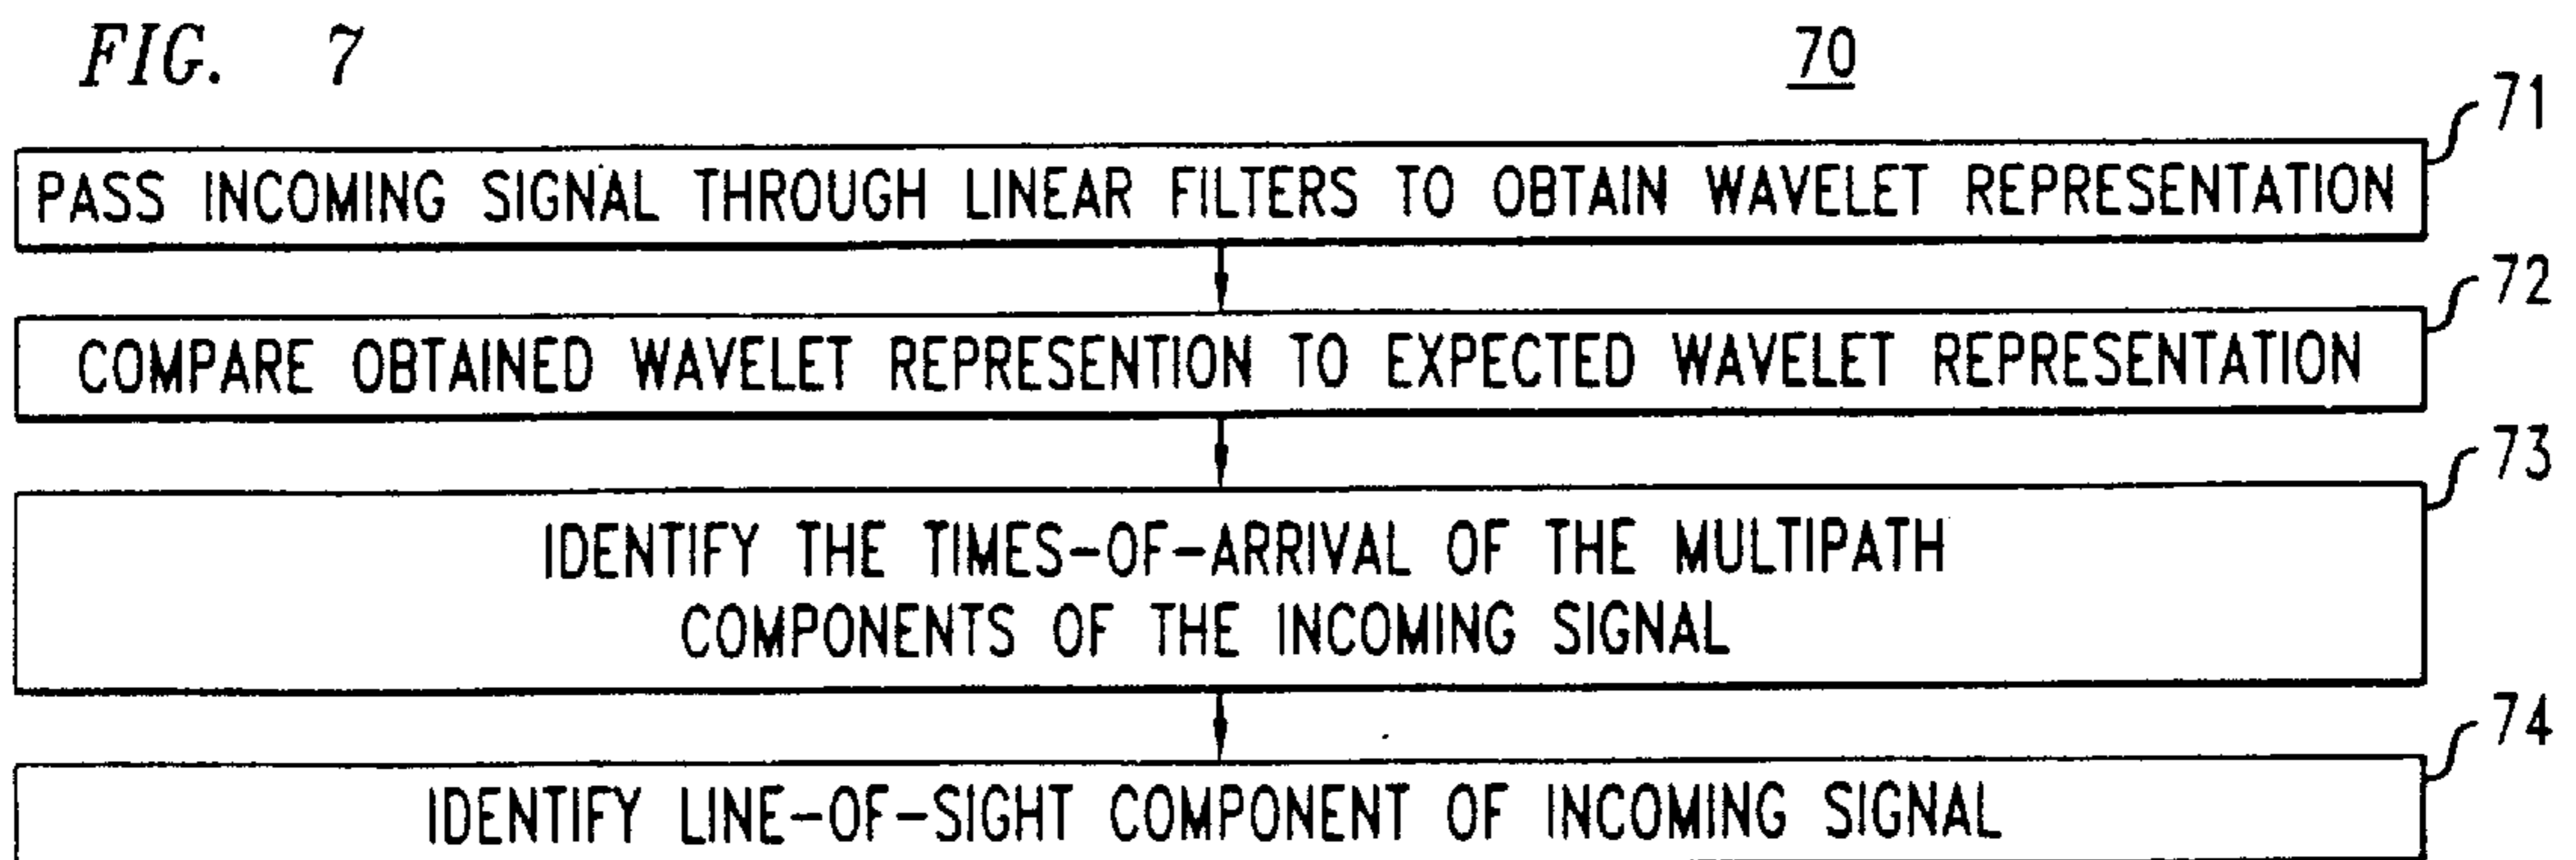 FIG. 7
70
71
PASS INCOMING SIGNAL THROUGH LINEAR FILTERS TO OBTAIN WAVELET REPRESENTATION
72
COMPARE OBTAINED WAVELET REPRESENTION TO EXPECTED WAVELET REPRESENTATION
73
IDENTIFY THE TIMES-OF-ARRIVAL OF THE MULTIPATH
COMPONENTS OF THE INCOMING SIGNAL
74
IDENTIFY LINE-OF-SIGHT COMPONENT OF INCOMING SIGNAL